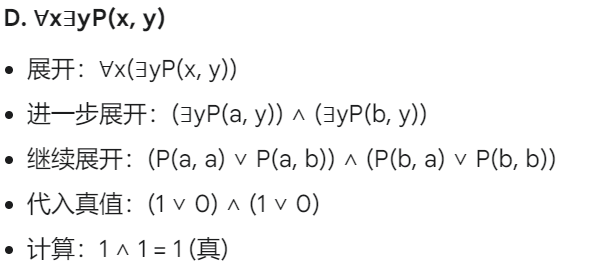 D. ∀x∃yP(x, y)
• 展开：∀x(∃yP(x, y))
• 进一步展开：(∃yP(a, y)) ∧ (∃yP(b, y))
• 继续展开：(P(a, a) ∨ P(a, b)) ∧ (P(b, a) ∨ P(b, b))
• 代入真值：(1 ∨ 0) ∧ (1 ∨ 0)
• 计算：1 ∧ 1 = 1 (真)